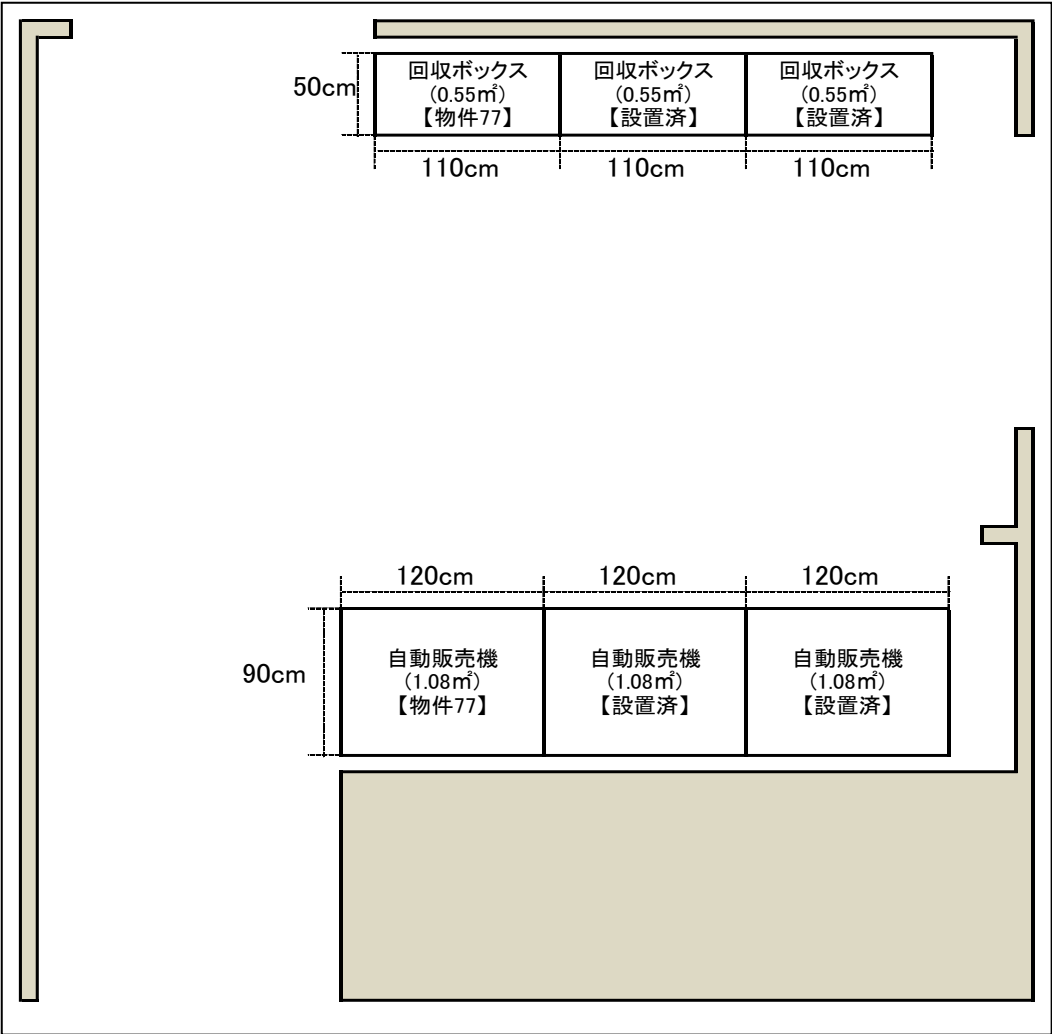 回収ボックス
(0.55㎡)
【物件77】
回収ボックス
(0.55㎡)
【設置済】
回収ボックス
(0.55㎡)
【設置済】
50cm
110cm
110cm
110cm
120cm
120cm
120cm
90cm
自動販売機
(1.08㎡)
【物件77】
自動販売機
(1.08㎡)
【設置済】
自動販売機
(1.08㎡)
【設置済】